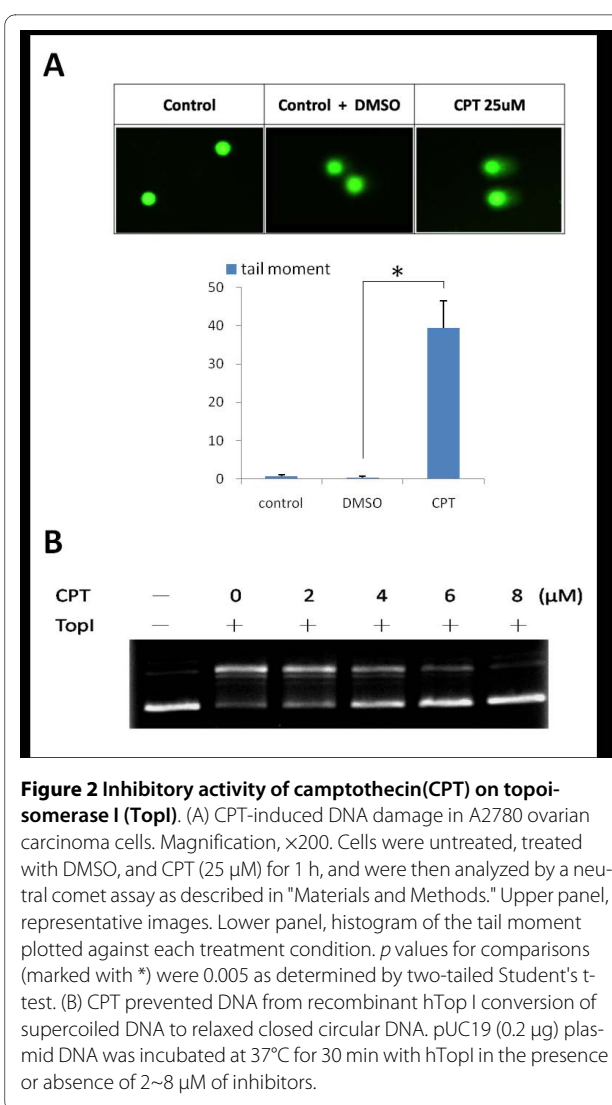 A
Control Control + DMSO CPT 25uM
tail moment
*
50
40
30
20
10
0
control DMSO CPT
B
CPT — 0 2 4 6 8 (µM)
TopI — + + + + +
Figure 2 Inhibitory activity of camptothecin(CPT) on topoi-
somerase I (TopI). (A) CPT-induced DNA damage in A2780 ovarian
carcinoma cells. Magnification, ×200. Cells were untreated, treated
with DMSO, and CPT (25 µM) for 1 h, and were then analyzed by a neu-
tral comet assay as described in "Materials and Methods." Upper panel,
representative images. Lower panel, histogram of the tail moment
plotted against each treatment condition. p values for comparisons
(marked with *) were 0.005 as determined by two-tailed Student's t-
test. (B) CPT prevented DNA from recombinant hTop I conversion of
supercoiled DNA to relaxed closed circular DNA. pUC19 (0.2 µg) plas-
mid DNA was incubated at 37°C for 30 min with hTopI in the presence
or absence of 2~8 µM of inhibitors.